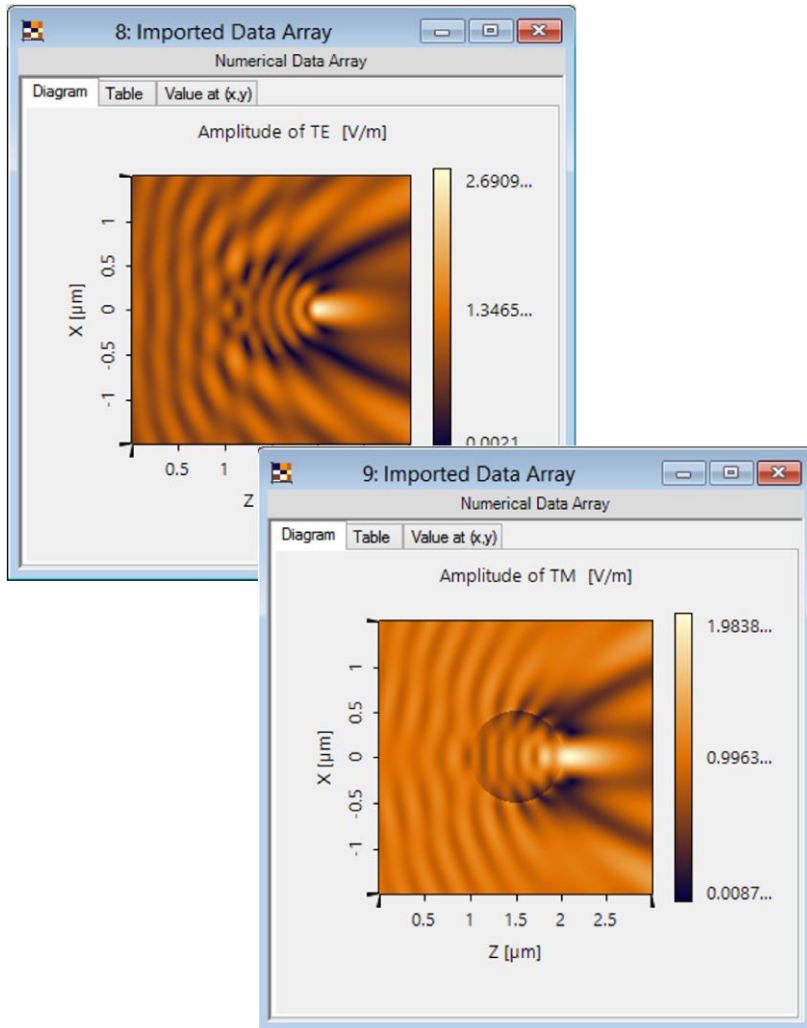 8: Imported Data Array
Numerical Data Array
Diagram Table Value at (x,y)
Amplitude of TE [V/m]
2.6909...
1.3465...
0.0021
1
0.5
0
-0.5
-1
X [µm]
0.5 1
Z
9: Imported Data Array
Numerical Data Array
Diagram Table Value at (x,y)
Amplitude of TM [V/m]
1.9838...
0.9963...
0.0087...
1
0.5
0
-0.5
-1
X [µm]
0.5 1 1.5 2 2.5
Z [µm]